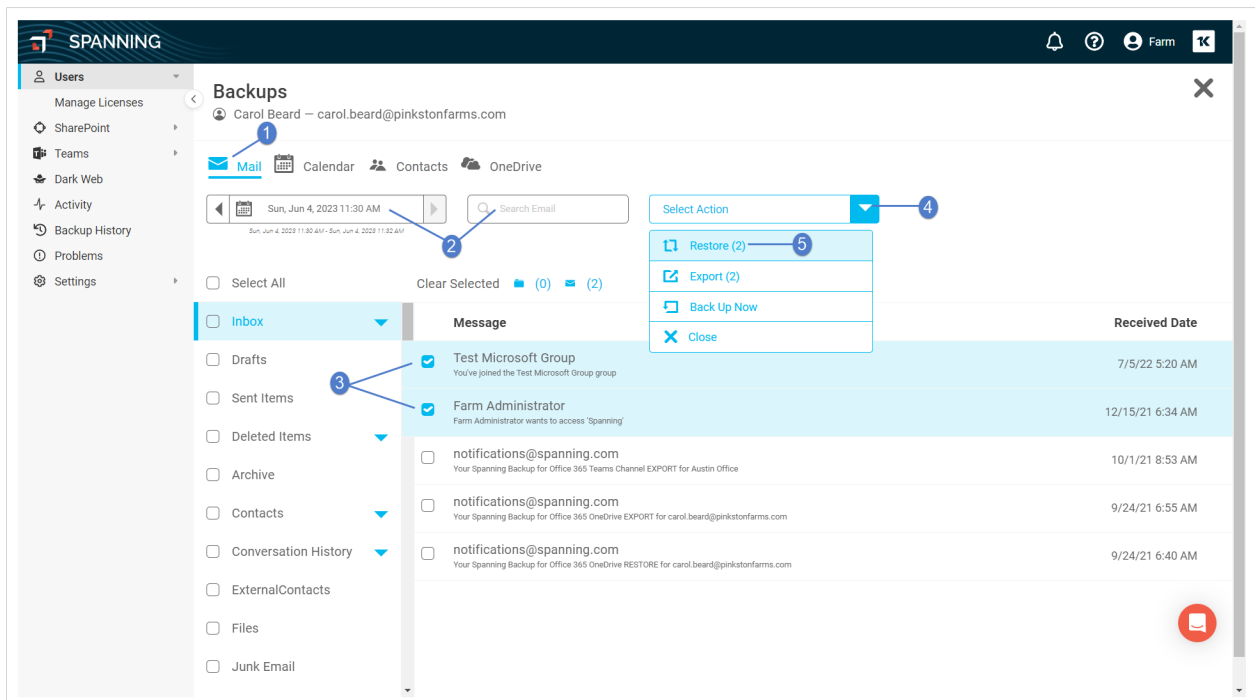 SPANNING
Farm
Users
Manage Licenses
SharePoint
Teams
Dark Web
Activity
Backup History
Problems
Settings
Backups
Carol Beard — carol.beard@pinkstonfarms.com
1
Mail
Calendar
Contacts
OneDrive
Sun, Jun 4, 2023 11:30 AM
Search Email
Select Action
4
Sun, Jun 4, 2023 11:30 AM - Sun, Jun 4, 2023 11:32 AM
2
Restore (2)
5
Export (2)
Back Up Now
Close
Select All
Clear Selected (0) (2)
Inbox
Drafts
Sent Items
Deleted Items
Archive
Contacts
Conversation History
ExternalContacts
Files
Junk Email
3
Message Received Date
Test Microsoft Group 7/5/22 5:20 AM
You've joined the Test Microsoft Group group
Farm Administrator 12/15/21 6:34 AM
Farm Administrator wants to access 'Spanning'
notifications@spanning.com 10/1/21 8:53 AM
Your Spanning Backup for Office 365 Teams Channel EXPORT for Austin Office
notifications@spanning.com 9/24/21 6:55 AM
Your Spanning Backup for Office 365 OneDrive EXPORT for carol.beard@pinkstonfarms.com
notifications@spanning.com 9/24/21 6:40 AM
Your Spanning Backup for Office 365 OneDrive RESTORE for carol.beard@pinkstonfarms.com